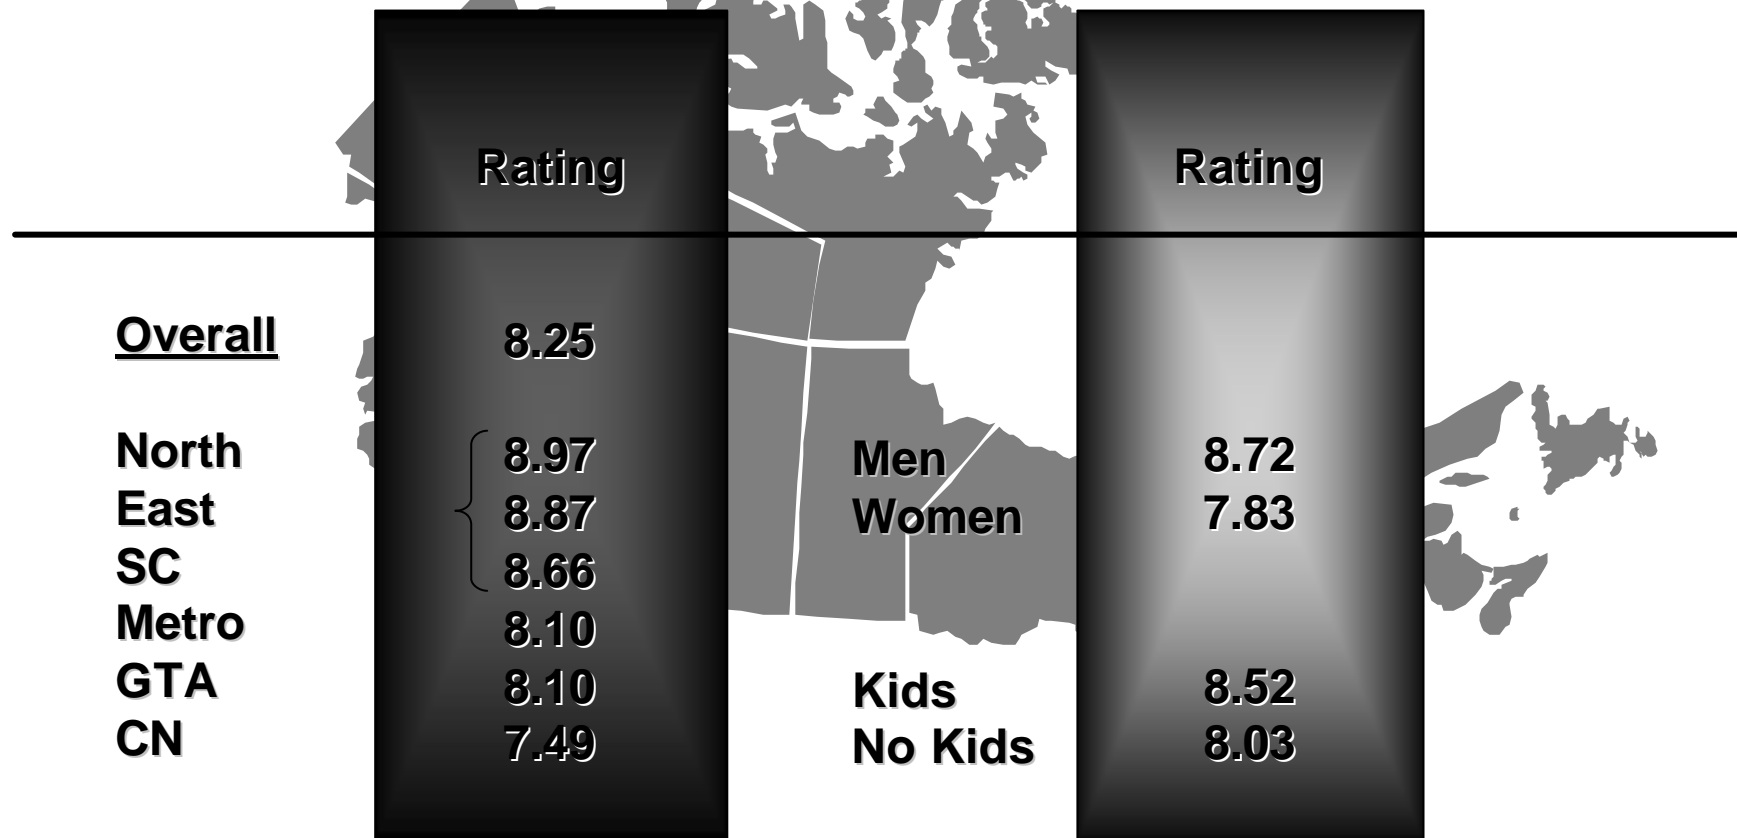 Rating Rating
Overall 8.25
North 8.97 Men 8.72
East 8.87 Women 7.83
SC 8.66
Metro 8.10
GTA 8.10 Kids 8.52
CN 7.49 No Kids 8.03